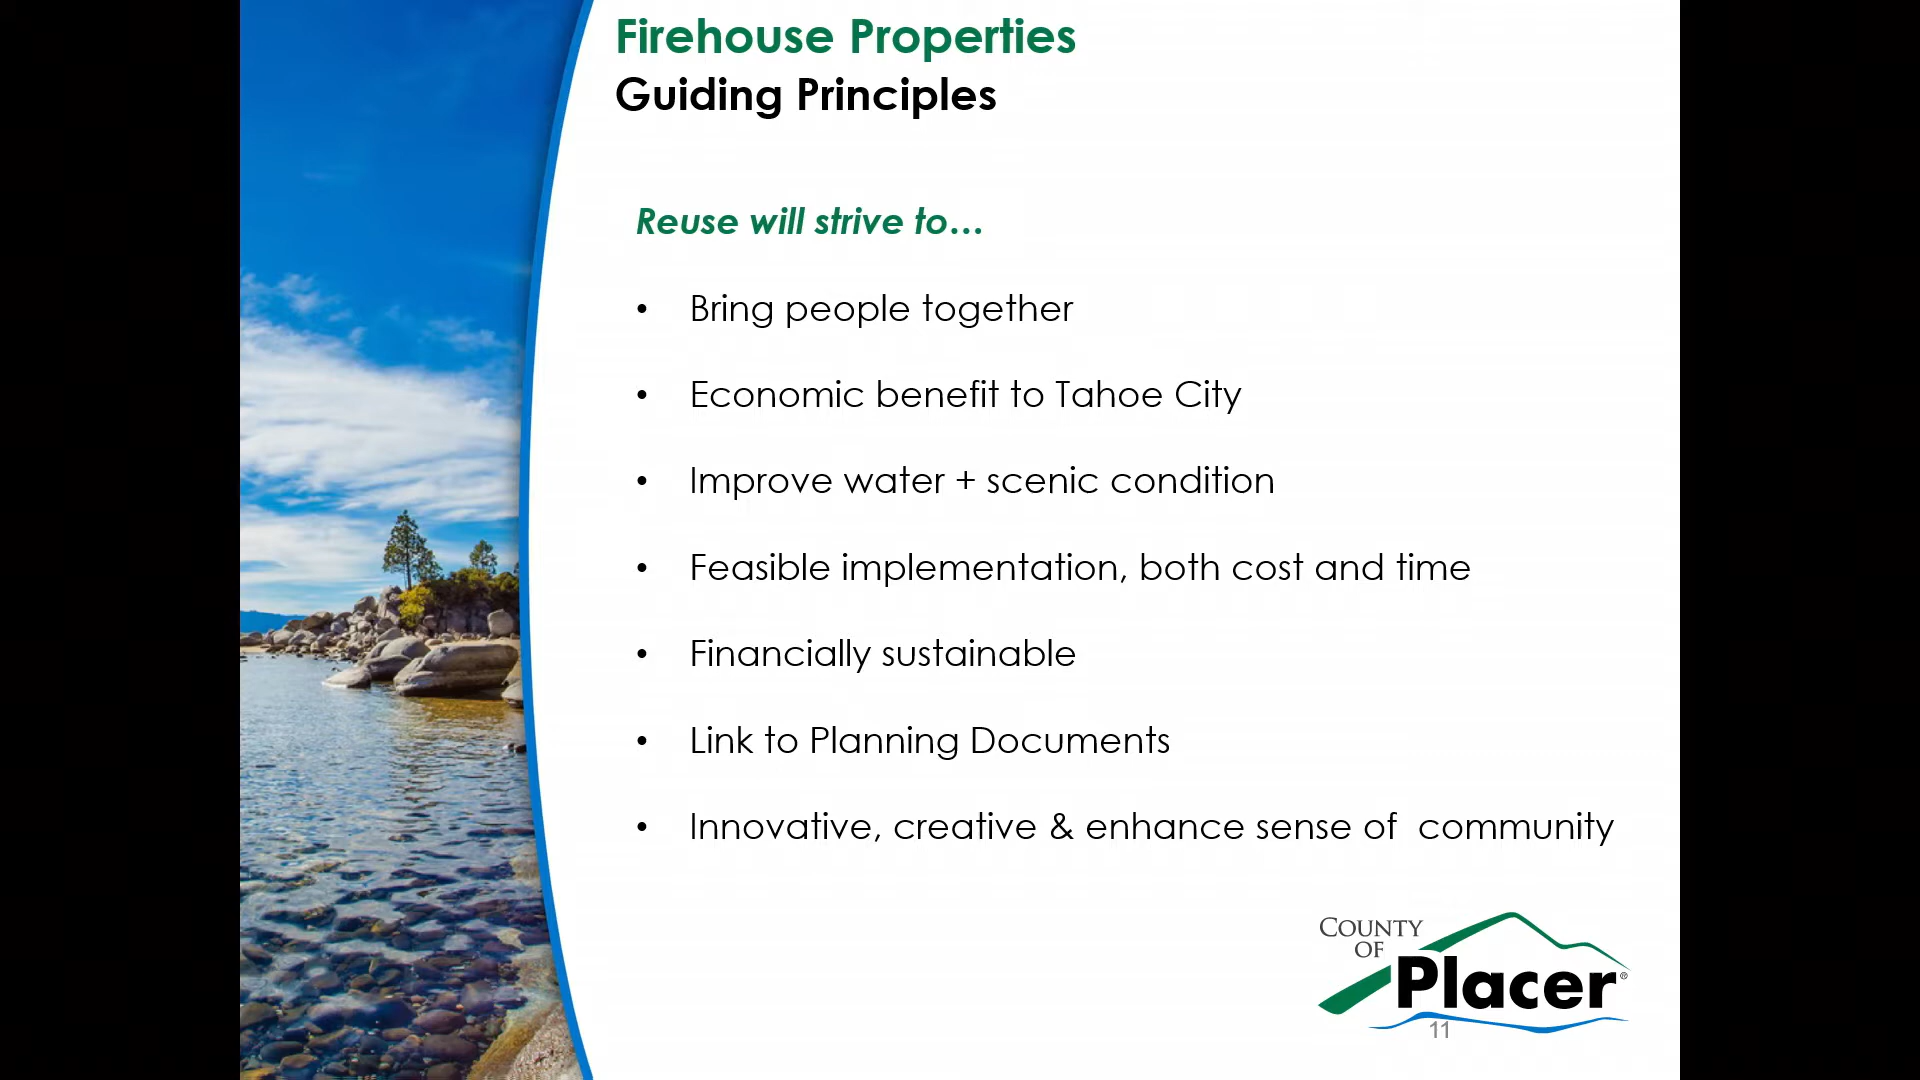 Firehouse Properties
Guiding Principles
Reuse will strive to…
• Bring people together
• Economic benefit to Tahoe City
• Improve water + scenic condition
• Feasible implementation, both cost and time
• Financially sustainable
• Link to Planning Documents
• Innovative, creative & enhance sense of  community
COUNTY
OF
Placer®
11